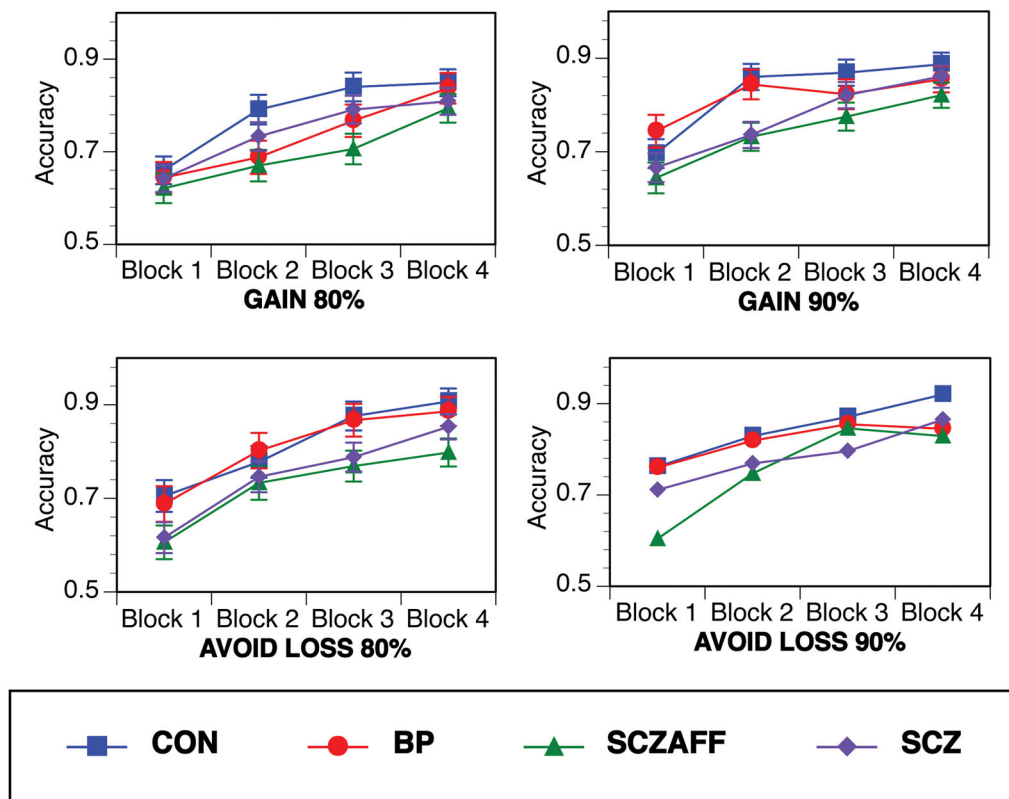 Accuracy
0.9
0.7
0.5
Block 1 Block 2 Block 3 Block 4
GAIN 80%
Accuracy
0.9
0.7
0.5
Block 1 Block 2 Block 3 Block 4
GAIN 90%
Accuracy
0.9
0.7
0.5
Block 1 Block 2 Block 3 Block 4
AVOID LOSS 80%
Accuracy
0.9
0.7
0.5
Block 1 Block 2 Block 3 Block 4
AVOID LOSS 90%
CON BP SCZAFF SCZ